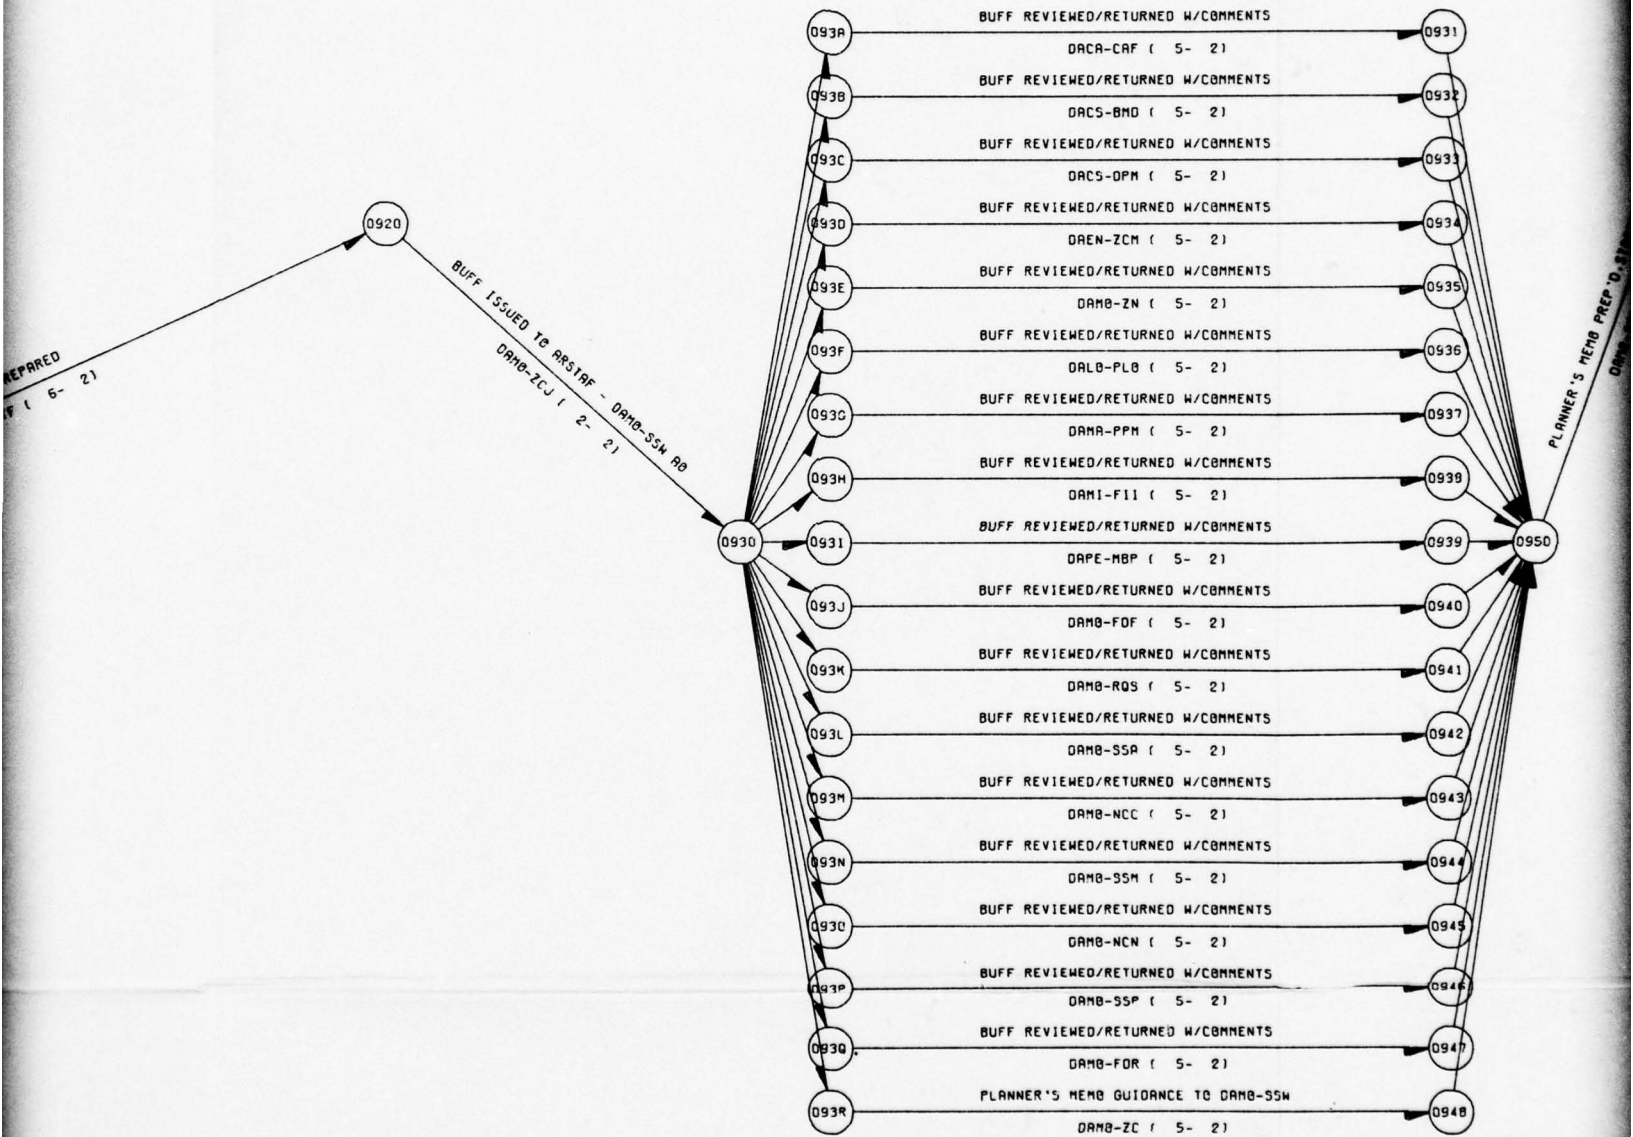 093A
BUFF REVIEWED/RETURNED W/COMMENTS
DACA-CAF ( 5- 2)
0931
093B
BUFF REVIEWED/RETURNED W/COMMENTS
DACS-BMD ( 5- 2)
0932
093C
BUFF REVIEWED/RETURNED W/COMMENTS
DACS-DPM ( 5- 2)
0933
0920
093D
BUFF REVIEWED/RETURNED W/COMMENTS
DAEN-ZCM ( 5- 2)
0934
093E
BUFF REVIEWED/RETURNED W/COMMENTS
DAMO-ZN ( 5- 2)
0935
093F
BUFF REVIEWED/RETURNED W/COMMENTS
DALO-PLO ( 5- 2)
0936
REPARED
( 6- 2)
BUFF ISSUED TO ARSTAF - DAMO-SSW AO
DAMO-ZCJ ( 2- 2)
093G
BUFF REVIEWED/RETURNED W/COMMENTS
DAMA-PPM ( 5- 2)
0937
PLANNER'S MEMO PREP'D,
093H
BUFF REVIEWED/RETURNED W/COMMENTS
DAMI-FII ( 5- 2)
0938
0930
093I
BUFF REVIEWED/RETURNED W/COMMENTS
DAPE-MBP ( 5- 2)
0939
0950
093J
BUFF REVIEWED/RETURNED W/COMMENTS
DAMO-FDF ( 5- 2)
0940
093K
BUFF REVIEWED/RETURNED W/COMMENTS
DAMO-RQS ( 5- 2)
0941
093L
BUFF REVIEWED/RETURNED W/COMMENTS
DAMO-SSA ( 5- 2)
0942
093M
BUFF REVIEWED/RETURNED W/COMMENTS
DAMO-NCC ( 5- 2)
0943
093N
BUFF REVIEWED/RETURNED W/COMMENTS
DAMO-SSM ( 5- 2)
0944
093O
BUFF REVIEWED/RETURNED W/COMMENTS
DAMO-NCN ( 5- 2)
0945
093P
BUFF REVIEWED/RETURNED W/COMMENTS
DAMO-SSP ( 5- 2)
0946
093Q
BUFF REVIEWED/RETURNED W/COMMENTS
DAMO-FDR ( 5- 2)
0947
093R
PLANNER'S MEMO GUIDANCE TO DAMO-SSW
DAMO-ZC ( 5- 2)
0948